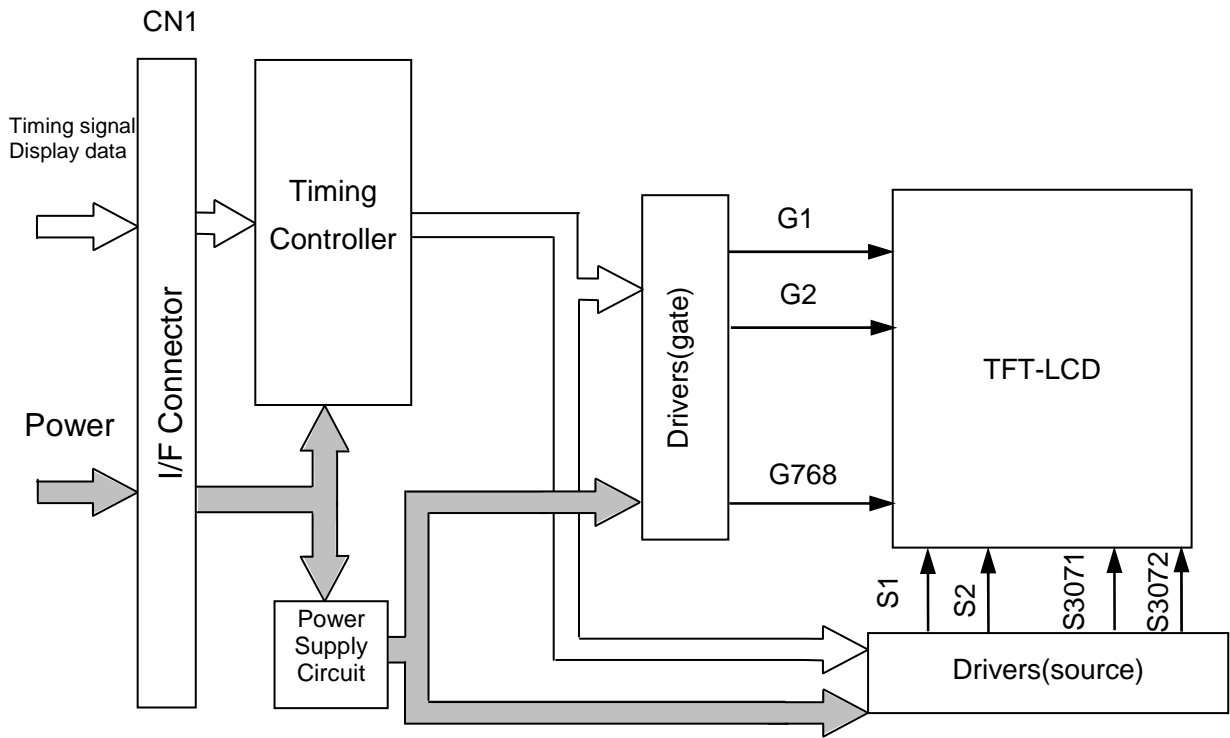 CN1
Timing signal
Display data
Power
I/F Connector
Timing
Controller
Power
Supply
Circuit
Drivers(gate)
G1
G2
G768
TFT-LCD
S1
S2
S3071
S3072
Drivers(source)